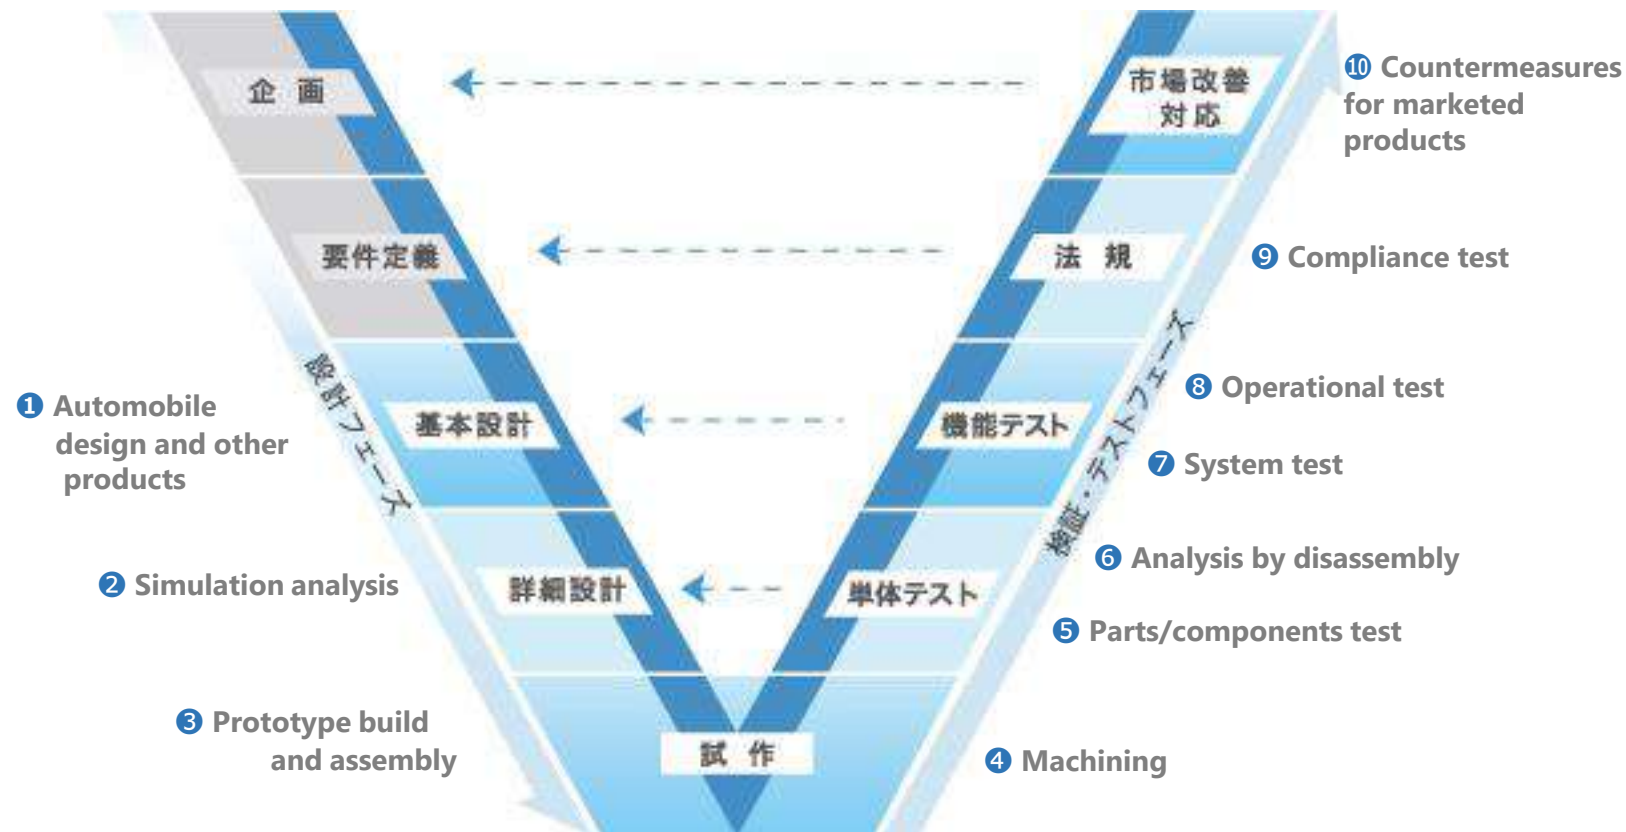 企 画
市場改善
対応
❿ Countermeasures
for marketed
products
要件定義
法 規
❾ Compliance test
設計フェーズ
検証・テストフェーズ
❶ Automobile
design and other
products
基本設計
機能テスト
❽ Operational test
❼ System test
❷ Simulation analysis
詳細設計
単体テスト
❻ Analysis by disassembly
❺ Parts/components test
❸ Prototype build
and assembly
試 作
❹ Machining